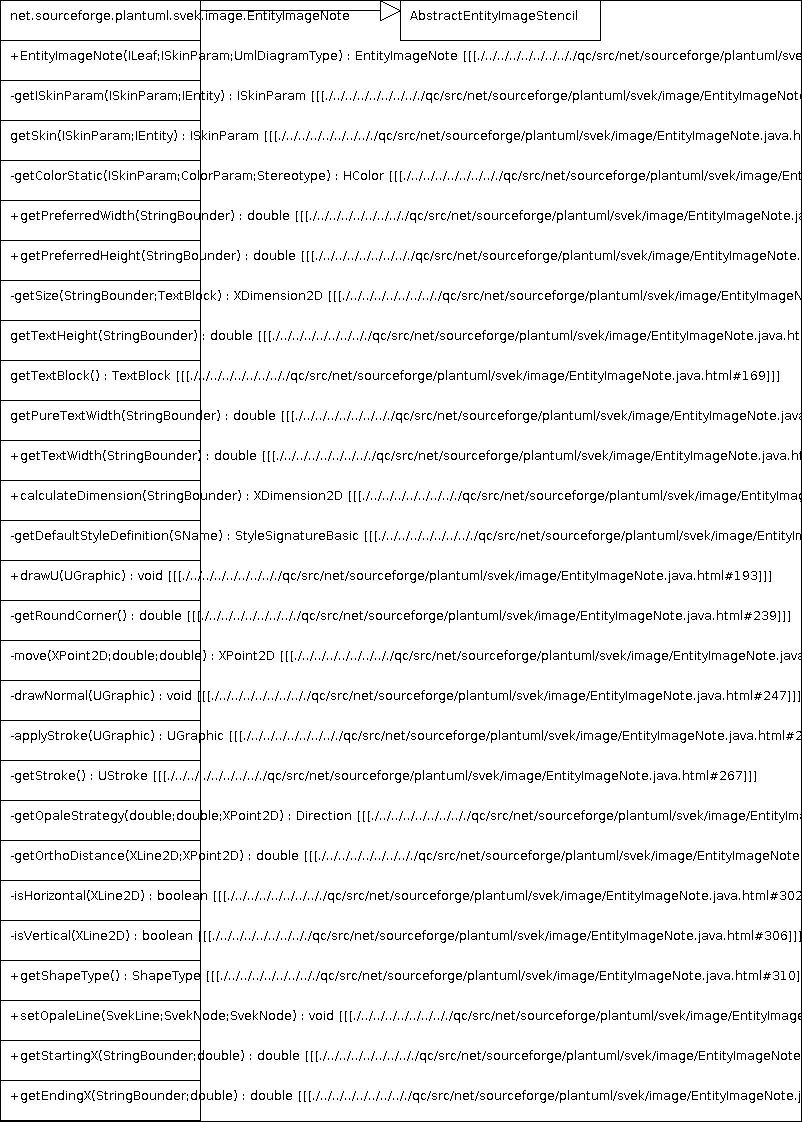 net.sourceforge.plantuml.svek.image.EntityImageNote
AbstractEntityImageStencil
+EntityImageNote(ILeaf;ISkinParam;UmlDiagramType) : EntityImageNote [[[./../../../../../../../qc/src/net/sourceforge/plantuml/sve
-getISkinParam(ISkinParam;IEntity) : ISkinParam [[[./../../../../../../../qc/src/net/sourceforge/plantuml/svek/image/EntityImageNote
getSkin(ISkinParam;IEntity) : ISkinParam [[[./../../../../../../../qc/src/net/sourceforge/plantuml/svek/image/EntityImageNote.java.h
-getColorStatic(ISkinParam;ColorParam;Stereotype) : HColor [[[./../../../../../../../qc/src/net/sourceforge/plantuml/svek/image/Ent
+getPreferredWidth(StringBounder) : double [[[./../../../../../../../qc/src/net/sourceforge/plantuml/svek/image/EntityImageNote.ja
+getPreferredHeight(StringBounder) : double [[[./../../../../../../../qc/src/net/sourceforge/plantuml/svek/image/EntityImageNote.
-getSize(StringBounder;TextBlock) : XDimension2D [[[./../../../../../../../qc/src/net/sourceforge/plantuml/svek/image/EntityImageN
getTextHeight(StringBounder) : double [[[./../../../../../../../qc/src/net/sourceforge/plantuml/svek/image/EntityImageNote.java.ht
getTextBlock() : TextBlock [[[./../../../../../../../qc/src/net/sourceforge/plantuml/svek/image/EntityImageNote.java.html#169]]]
getPureTextWidth(StringBounder) : double [[[./../../../../../../../qc/src/net/sourceforge/plantuml/svek/image/EntityImageNote.java
+getTextWidth(StringBounder) : double [[[./../../../../../../../qc/src/net/sourceforge/plantuml/svek/image/EntityImageNote.java.ht
+calculateDimension(StringBounder) : XDimension2D [[[./../../../../../../../qc/src/net/sourceforge/plantuml/svek/image/EntityImag
-getDefaultStyleDefinition(SName) : StyleSignatureBasic [[[./../../../../../../../qc/src/net/sourceforge/plantuml/svek/image/EntityIn
+drawU(UGraphic) : void [[[./../../../../../../../qc/src/net/sourceforge/plantuml/svek/image/EntityImageNote.java.html#193]]]
-getRoundCorner() : double [[[./../../../../../../../qc/src/net/sourceforge/plantuml/svek/image/EntityImageNote.java.html#239]]]
-move(XPoint2D;double;double) : XPoint2D [[[./../../../../../../../qc/src/net/sourceforge/plantuml/svek/image/EntityImageNote.java
-drawNormal(UGraphic) : void [[[./../../../../../../../qc/src/net/sourceforge/plantuml/svek/image/EntityImageNote.java.html#247]]]
-applyStroke(UGraphic) : UGraphic [[[./../../../../../../../qc/src/net/sourceforge/plantuml/svek/image/EntityImageNote.java.html#2
-getStroke() : UStroke [[[./../../../../../../../qc/src/net/sourceforge/plantuml/svek/image/EntityImageNote.java.html#267]]]
-getOpaleStrategy(double;double;XPoint2D) : Direction [[[./../../../../../../../qc/src/net/sourceforge/plantuml/svek/image/EntityIma
-getOrthoDistance(XLine2D;XPoint2D) : double [[[./../../../../../../../qc/src/net/sourceforge/plantuml/svek/image/EntityImageNote
-isHorizontal(XLine2D) : boolean [[[./../../../../../../../qc/src/net/sourceforge/plantuml/svek/image/EntityImageNote.java.html#302
-isVertical(XLine2D) : boolean [[[./../../../../../../../qc/src/net/sourceforge/plantuml/svek/image/EntityImageNote.java.html#306]]]
+getShapeType() : ShapeType [[[./../../../../../../../qc/src/net/sourceforge/plantuml/svek/image/EntityImageNote.java.html#310]
+setOpaleLine(SvekLine;SvekNode;SvekNode) : void [[[./../../../../../../../qc/src/net/sourceforge/plantuml/svek/image/EntityImage
+getStartingX(StringBounder;double) : double [[[./../../../../../../../qc/src/net/sourceforge/plantuml/svek/image/EntityImageNote
+getEndingX(StringBounder;double) : double [[[./../../../../../../../qc/src/net/sourceforge/plantuml/svek/image/EntityImageNote.j